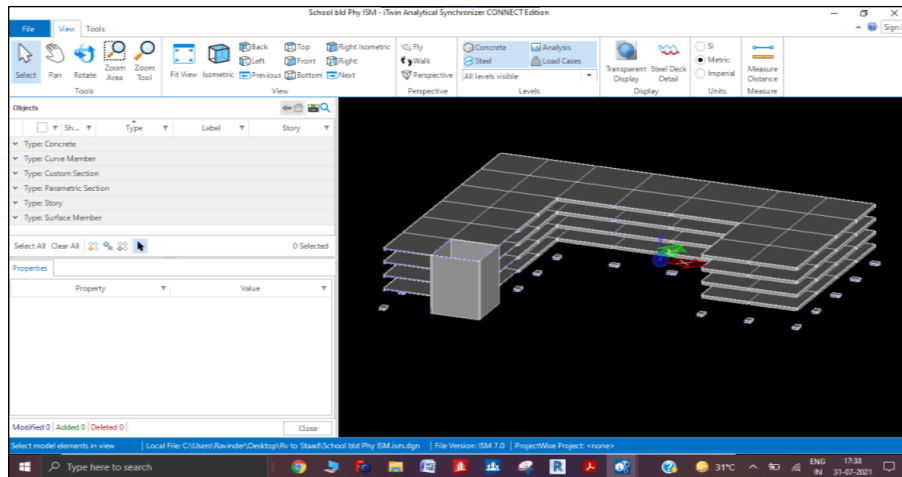 School bld Phy ISM - iTwin Analytical Synchronizer CONNECT Edition
File View Tools Sign
Select Pan Rotate Zoom Area Zoom Tool
Tools
Fit View Isometric Back Top Right Isometric
Left Front Right
Previous Bottom Next
View
Fly
Walk
Perspective
Perspective
Concrete Analysis
Steel Load Cases
All levels visible
Levels
Transparent Display Steel Deck Detail
Display
SI
Metric
Imperial
Units
Measure Distance
Measure
Objects
Sh... Type Label Story
Type: Concrete
Type: Curve Member
Type: Custom Section
Type: Parametric Section
Type: Story
Type: Surface Member
Select All Clear All 0 Selected
Properties
Property Value
Modified 0 Added 0 Deleted 0 Close
Select model elements in view Local File: C:\Users\Ravinder\Desktop\Rv to Staad\School bld Phy ISM.ism.dgn File Version: ISM 7.0 ProjectWise Project: <none>
Type here to search R 31°C ENG 17:38
IN 31-07-2021